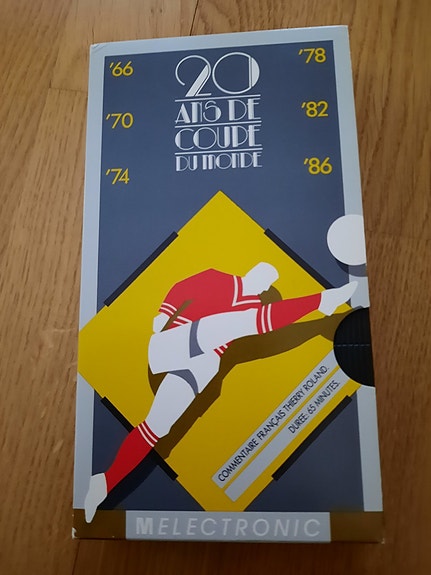 '66
'70
'74
20
ANS DE
COUPE
DU MONDE
'78
'82
'86
COMMENTAIRE FRANÇAIS THIERRY ROLAND.
DURÉE: 65 MINUTES.
MELECTRONIC